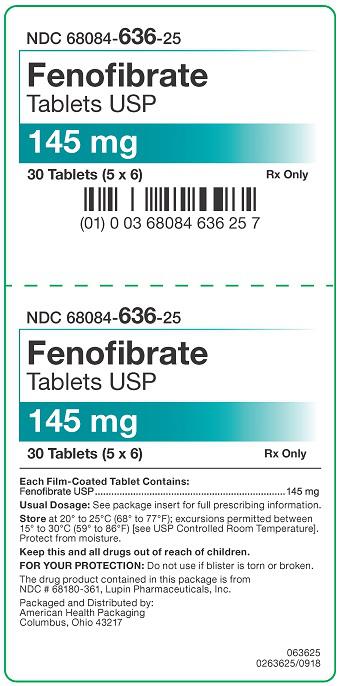 NDC 68084-636-25
Fenofibrate
Tablets USP
145 mg
30 Tablets (5 x 6) Rx Only
(01) 0 03 68084 636 25 7
NDC 68084-636-25
Fenofibrate
Tablets USP
145 mg
30 Tablets (5 x 6) Rx Only
Each Film-Coated Tablet Contains:
Fenofibrate USP.................................................................145 mg
Usual Dosage: See package insert for full prescribing information.
Store at 20° to 25°C (68° to 77°F); excursions permitted between
15° to 30°C (59° to 86°F) [see USP Controlled Room Temperature].
Protect from moisture.
Keep this and all drugs out of reach of children.
FOR YOUR PROTECTION: Do not use if blister is torn or broken.
The drug product contained in this package is from
NDC # 68180-361, Lupin Pharmaceuticals, Inc.
Packaged and Distributed by:
American Health Packaging
Columbus, Ohio 43217
063625
0263625/0918